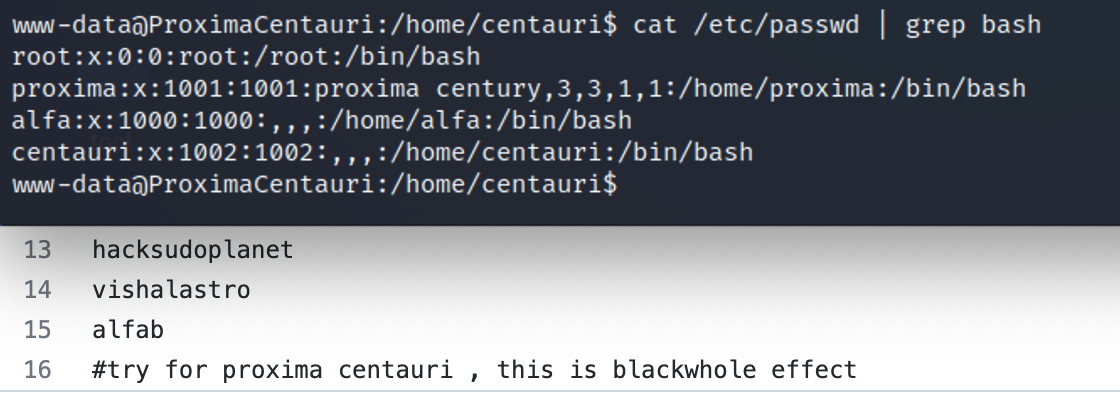 www-data@ProximaCentauri:/home/centauri$ cat /etc/passwd | grep bash
root:x:0:0:root:/root:/bin/bash
proxima:x:1001:1001:proxima century,3,3,1,1:/home/proxima:/bin/bash
alfa:x:1000:1000:,,,:/home/alfa:/bin/bash
centauri:x:1002:1002:,,,:/home/centauri:/bin/bash
www-data@ProximaCentauri:/home/centauri$
13 hacksudoplanet
14 vishalastro
15 alfab
16 #try for proxima centauri , this is blackwhole effect